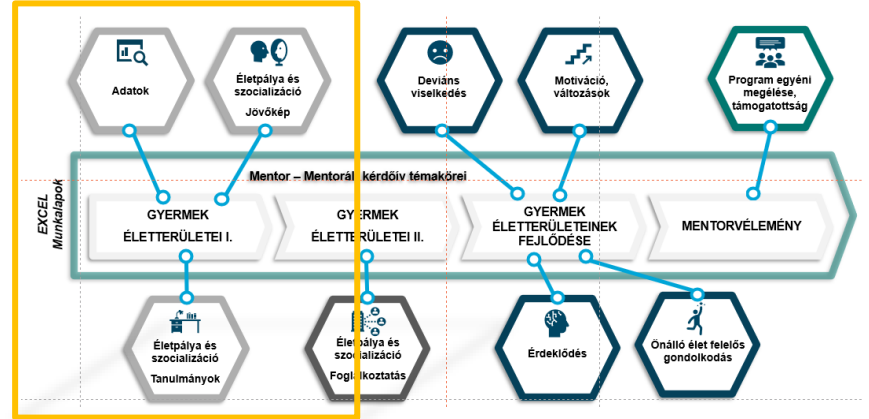 Adatok
Életpálya és
szocializáció
Jövőkép
Deviáns
viselkedés
Motiváció,
változások
Program egyéni
megélése,
támogatottság
EXCEL
Munkalapok
Mentor – Mentorált kérdőív témakörei
GYERMEK
ÉLETTERÜLETEI I.
GYERMEK
ÉLETTERÜLETEI II.
GYERMEK
ÉLETTERÜLETEINEK
FEJLŐDÉSE
MENTORVÉLEMÉNY
Életpálya és
szocializáció
Tanulmányok
Életpálya és
szocializáció
Foglalkoztatás
Érdeklődés
Önálló élet felelős
gondolkodás